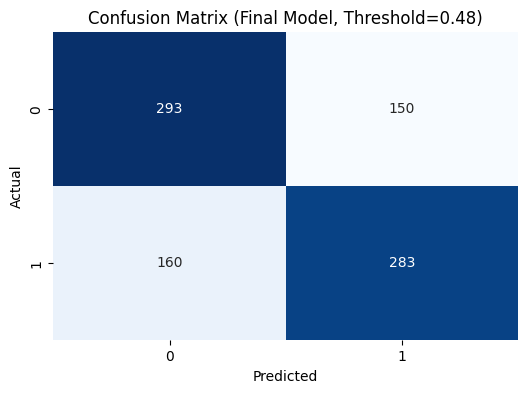 Confusion Matrix (Final Model, Threshold=0.48)
0
293
150
Actual
1
160
283
0
1
Predicted